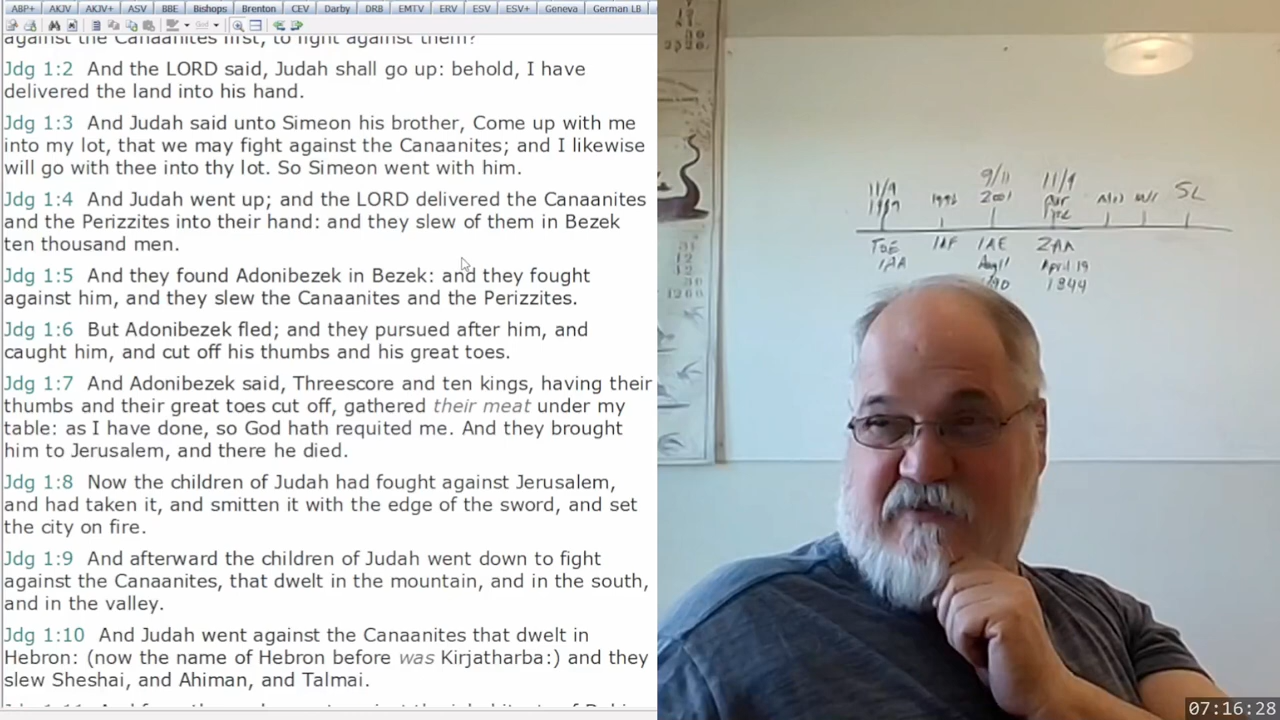 ABP+ AKJV AKJV+ ASV BBE Bishops Brenton CEV Darby DRB EMTV ERV ESV ESV+ Geneva German LB
against the Canaanites first, to fight against them?
Jdg 1:2 And the LORD said, Judah shall go up: behold, I have
delivered the land into his hand.
Jdg 1:3 And Judah said unto Simeon his brother, Come up with me
into my lot, that we may fight against the Canaanites; and I likewise
will go with thee into thy lot. So Simeon went with him.
Jdg 1:4 And Judah went up; and the LORD delivered the Canaanites
and the Perizzites into their hand: and they slew of them in Bezek
ten thousand men.
Jdg 1:5 And they found Adonibezek in Bezek: and they fought
against him, and they slew the Canaanites and the Perizzites.
Jdg 1:6 But Adonibezek fled; and they pursued after him, and
caught him, and cut off his thumbs and his great toes.
Jdg 1:7 And Adonibezek said, Threescore and ten kings, having their
thumbs and their great toes cut off, gathered their meat under my
table: as I have done, so God hath requited me. And they brought
him to Jerusalem, and there he died.
Jdg 1:8 Now the children of Judah had fought against Jerusalem,
and had taken it, and smitten it with the edge of the sword, and set
the city on fire.
Jdg 1:9 And afterward the children of Judah went down to fight
against the Canaanites, that dwelt in the mountain, and in the south,
and in the valley.
Jdg 1:10 And Judah went against the Canaanites that dwelt in
Hebron: (now the name of Hebron before was Kirjatharba:) and they
slew Sheshai, and Ahiman, and Talmai.
11/9 9/11 11/9 SL
1989 2001
TOE 1AF 1AE 2AA
1AA Aug 11 April 19
1844
12
1260
07:16:28